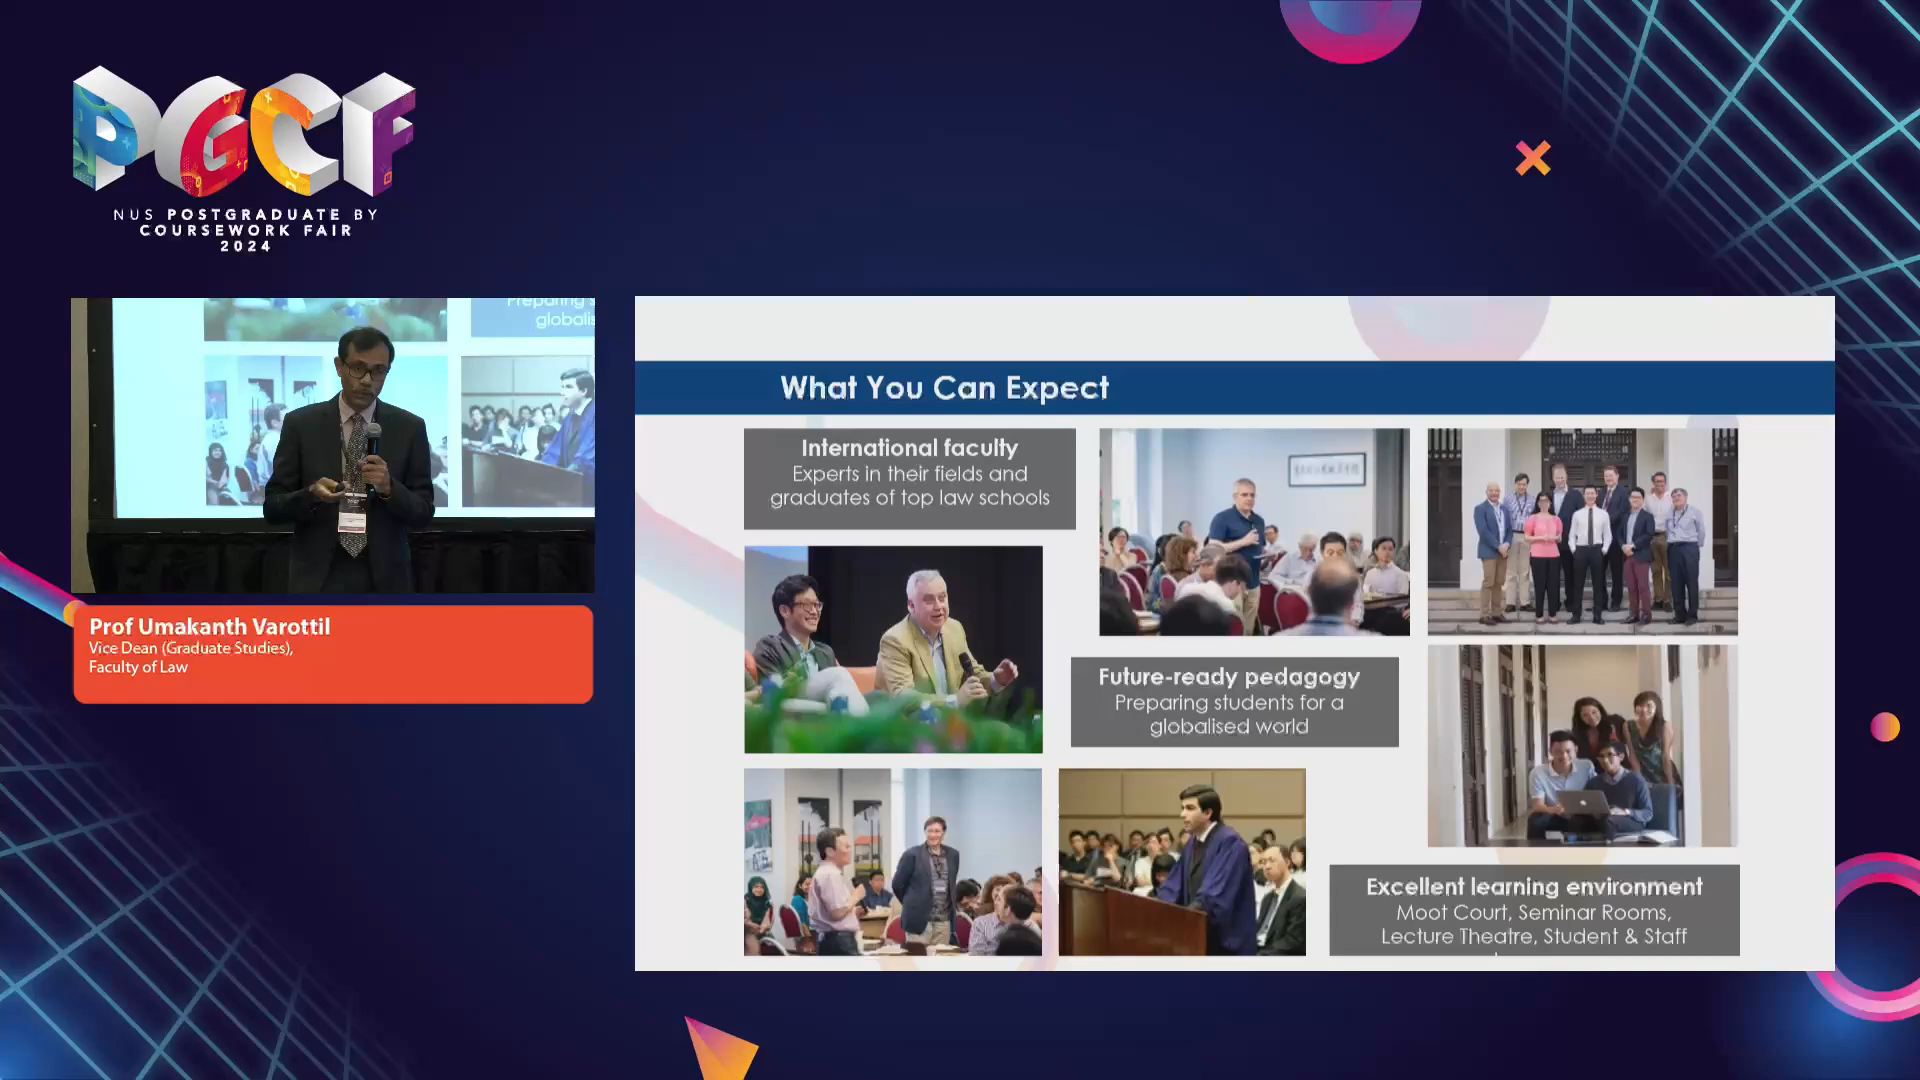 PGCF
NUS POSTGRADUATE BY
COURSEWORK FAIR
2024
Preparing
globalis
Prof Umakanth Varottil
Vice Dean (Graduate Studies),
Faculty of Law
What You Can Expect
International faculty
Experts in their fields and
graduates of top law schools
Future-ready pedagogy
Preparing students for a
globalised world
Excellent learning environment
Moot Court, Seminar Rooms,
Lecture Theatre, Student & Staff